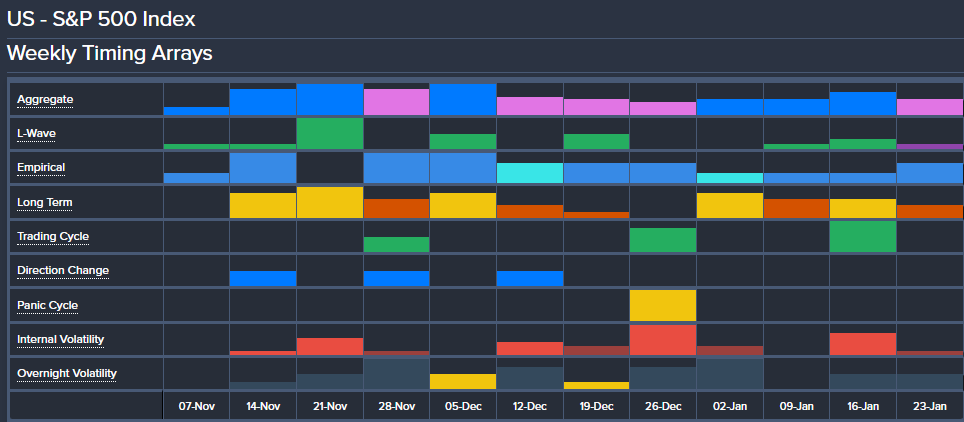 US - S&P 500 Index
Weekly Timing Arrays
Aggregate
L-Wave
Empirical
Long Term
Trading Cycle
Direction Change
Panic Cycle
Internal Volatility
Overnight Volatility
07-Nov 14-Nov 21-Nov 28-Nov 05-Dec 12-Dec 19-Dec 26-Dec 02-Jan 09-Jan 16-Jan 23-Jan